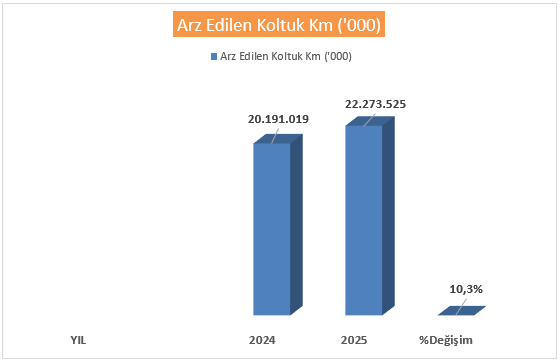 Arz Edilen Koltuk Km ('000)
Arz Edilen Koltuk Km ('000)
20.191.019
22.273.525
10,3%
YIL 2024 2025 %Değişim